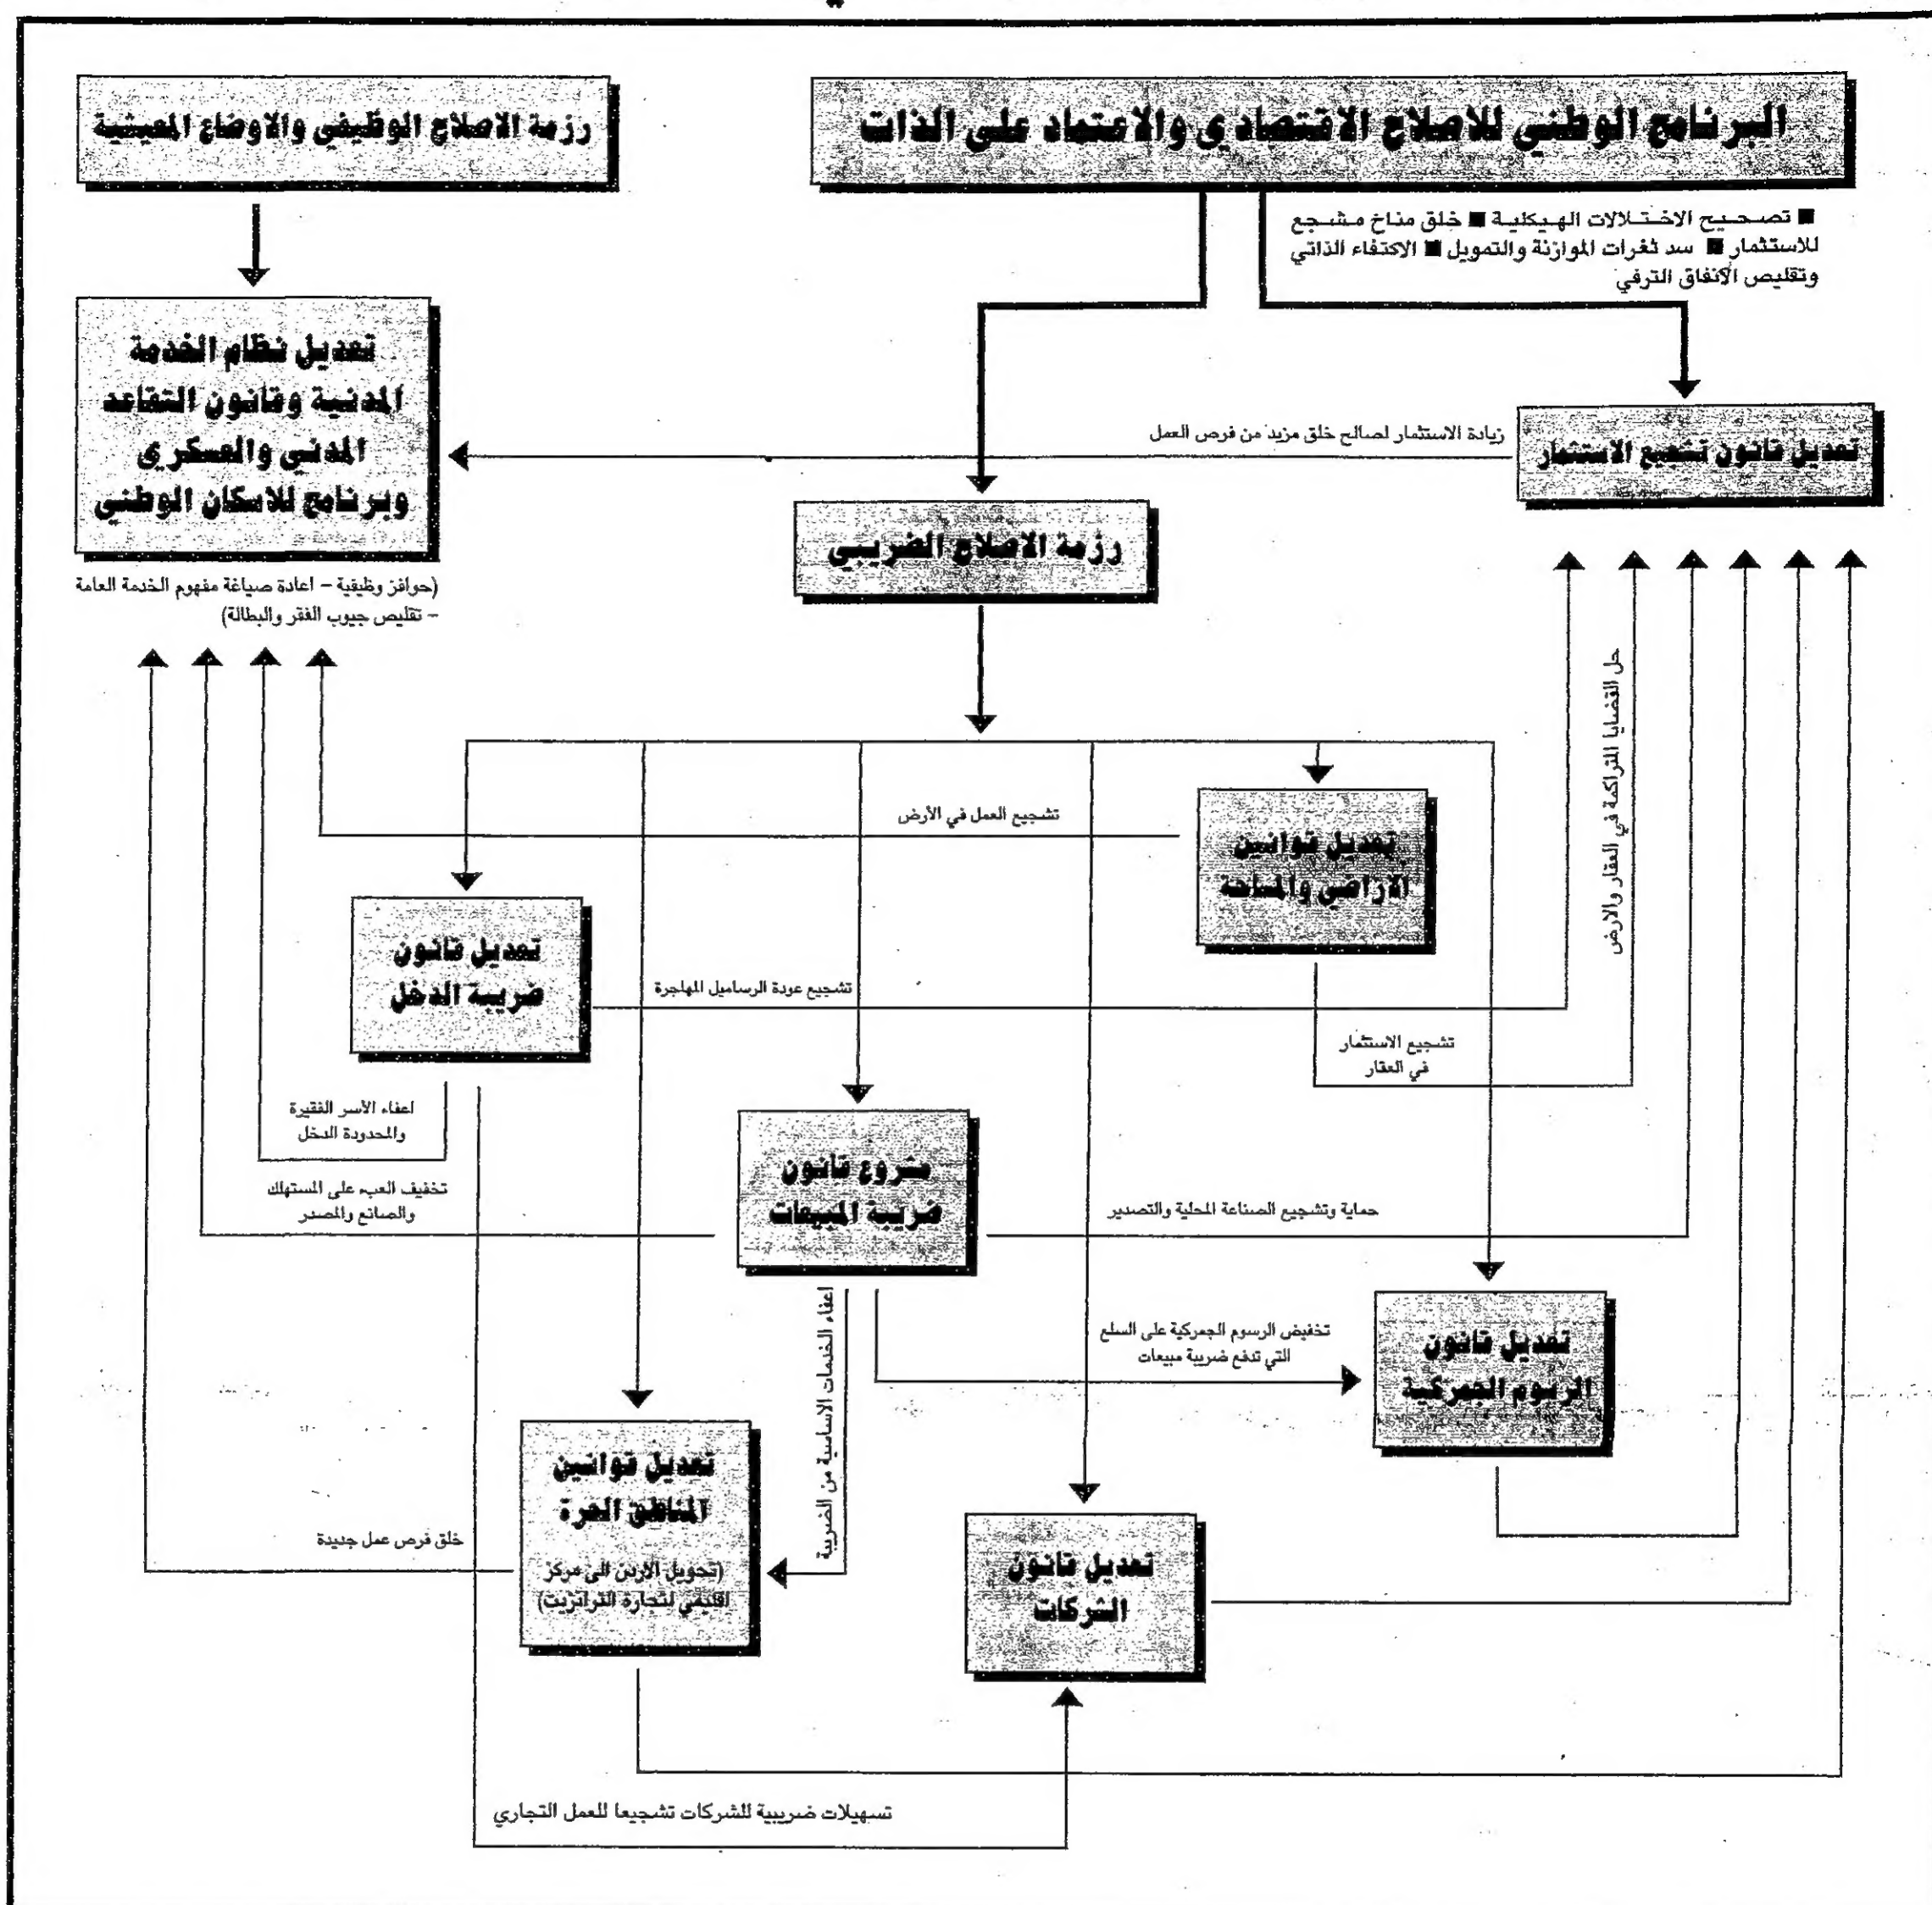 البرنامج الوطني للاصلاح الاقتصادي والاعتماد على الذات
■ تصحيح الاختلالات الهيكلية ■ خلق مناخ مشجع
للاستثمار ■ سد ثغرات الموازنة والتمويل ■ الاكتفاء الذاتي
وتقليص الانفاق الترفي
رزمة الاصلاح الوظيفي والاوضاع المعيشية
تعديل نظام الخدمة
المدنية وقانون التقاعد
المدني والعسكري
وبرنامج للاسكان الوطني
(حوافز وظيفية – اعادة صياغة مفهوم الخدمة العامة
– تقليص جيوب الفقر والبطالة)
تعديل قانون تشجيع الاستثمار
زيادة الاستثمار لصالح خلق مزيد من فرص العمل
رزمة الاصلاح الضريبي
حل القضايا المتراكمة في العقار والارض
تعديل قوانين
الاراضي والمساحة
تشجيع العمل في الأرض
تعديل قانون
ضريبة الدخل
تشجيع عودة الرساميل المهاجرة
تشجيع الاستثمار
في العقار
اعفاء الأسر الفقيرة
والمحدودة الدخل
مشروع قانون
ضريبة المبيعات
تخفيف العبء على المستهلك
والصانع والمصدر
حماية وتشجيع الصناعة المحلية والتصدير
اعفاء الخدمات الاساسية من الضريبة
تخفيض الرسوم الجمركية على السلع
التي تدفع ضريبة مبيعات
تعديل قانون
الرسوم الجمركية
تعديل قوانين
المناطق الحرة
(تحويل الاردن الى مركز
اقليمي لتجارة الترانزيت)
خلق فرص عمل جديدة
تعديل قانون
الشركات
تسهيلات ضريبية للشركات تشجيعا للعمل التجاري